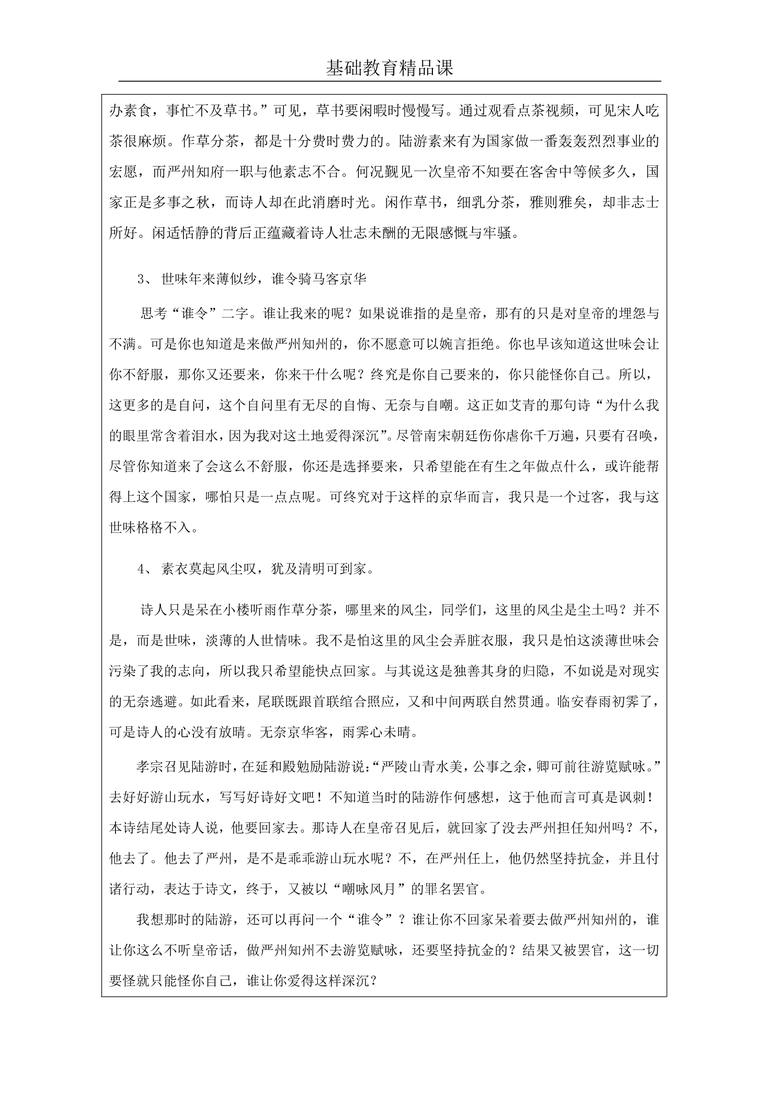 基础教育精品课
办素食，事忙不及草书。”可见，草书要闲暇时慢慢写。通过观看点茶视频，可见宋人吃
茶很麻烦。作草分茶，都是十分费时费力的。陆游素来有为国家做一番轰轰烈烈事业的
宏愿，而严州知府一职与他素志不合。何况觐见一次皇帝不知要在客舍中等候多久，国
家正是多事之秋，而诗人却在此消磨时光。闲作草书，细乳分茶，雅则雅矣，却非志士
所好。闲适恬静的背后正蕴藏着诗人壮志未酬的无限感慨与牢骚。
3、 世味年来薄似纱，谁令骑马客京华
思考“谁令”二字。谁让我来的呢？如果说谁指的是皇帝，那有的只是对皇帝的埋怨与
不满。可是你也知道是来做严州知州的，你不愿意可以婉言拒绝。你也早该知道这世味会让
你不舒服，那你又还要来，你来干什么呢？终究是你自己要来的，你只能怪你自己。所以，
这更多的是自问，这个自问里有无尽的自悔、无奈与自嘲。这正如艾青的那句诗“为什么我
的眼里常含着泪水，因为我对这土地爱得深沉”。尽管南宋朝廷伤你虐你千万遍，只要有召唤，
尽管你知道来了会这么不舒服，你还是选择要来，只希望能在有生之年做点什么，或许能帮
得上这个国家，哪怕只是一点点呢。可终究对于这样的京华而言，我只是一个过客，我与这
世味格格不入。
4、 素衣莫起风尘叹，犹及清明可到家。
诗人只是呆在小楼听雨作草分茶，哪里来的风尘，同学们，这里的风尘是尘土吗？并不
是，而是世味，淡薄的人世情味。我不是怕这里的风尘会弄脏衣服，我只是怕这淡薄世味会
污染了我的志向，所以我只希望能快点回家。与其说这是独善其身的归隐，不如说是对现实
的无奈逃避。如此看来，尾联既跟首联绾合照应，又和中间两联自然贯通。临安春雨初霁了，
可是诗人的心没有放晴。无奈京华客，雨霁心未晴。
孝宗召见陆游时，在延和殿勉励陆游说：“严陵山青水美，公事之余，卿可前往游览赋咏。”
去好好游山玩水，写写好诗好文吧！不知道当时的陆游作何感想，这于他而言可真是讽刺！
本诗结尾处诗人说，他要回家去。那诗人在皇帝召见后，就回家了没去严州担任知州吗？不，
他去了。他去了严州，是不是乖乖游山玩水呢？不，在严州任上，他仍然坚持抗金，并且付
诸行动，表达于诗文，终于，又被以“嘲咏风月”的罪名罢官。
我想那时的陆游，还可以再问一个“谁令”？谁让你不回家呆着要去做严州知州的，谁
让你这么不听皇帝话，做严州知州不去游览赋咏，还要坚持抗金的？结果又被罢官，这一切
要怪就只能怪你自己，谁让你爱得这样深沉？